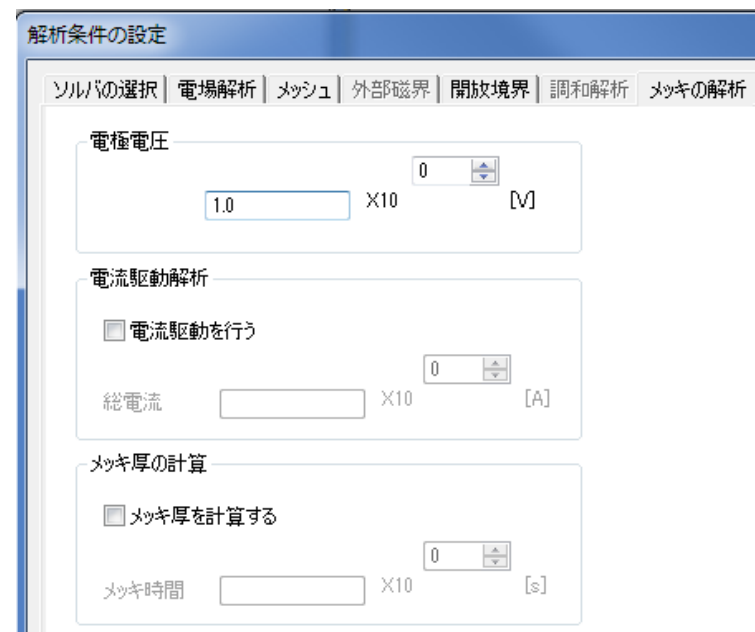 解析条件の設定
ソルバの選択 電場解析 メッシュ 外部磁界 開放境界 調和解析 メッキの解析
電極電圧
1.0 X10 0 [V]
電流駆動解析
電流駆動を行う
総電流 X10 0 [A]
メッキ厚の計算
メッキ厚を計算する
メッキ時間 X10 0 [s]